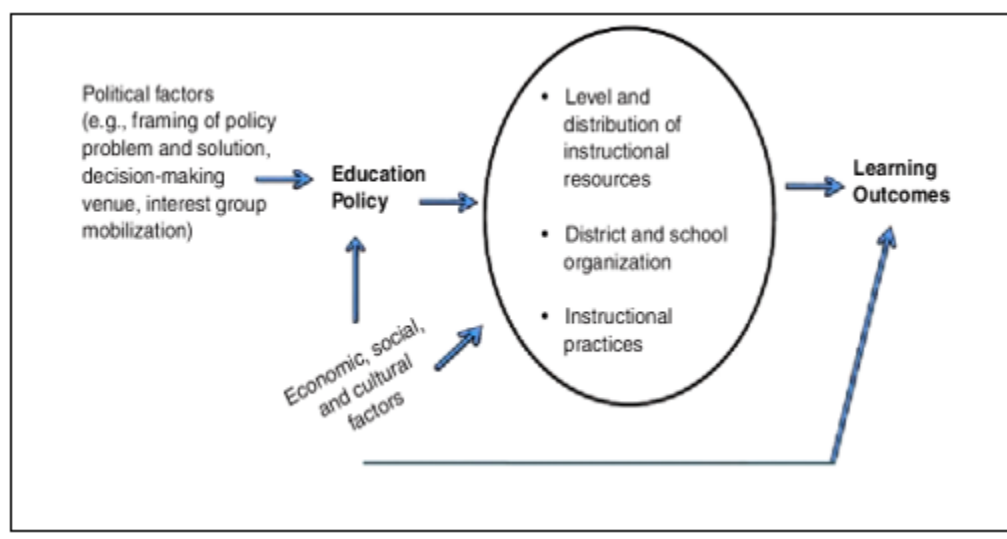 Political factors
(e.g., framing of policy
problem and solution,
decision-making
venue, interest group
mobilization)
Education
Policy
• Level and
distribution of
instructional
resources
• District and school
organization
• Instructional
practices
Learning
Outcomes
Economic, social,
and cultural
factors